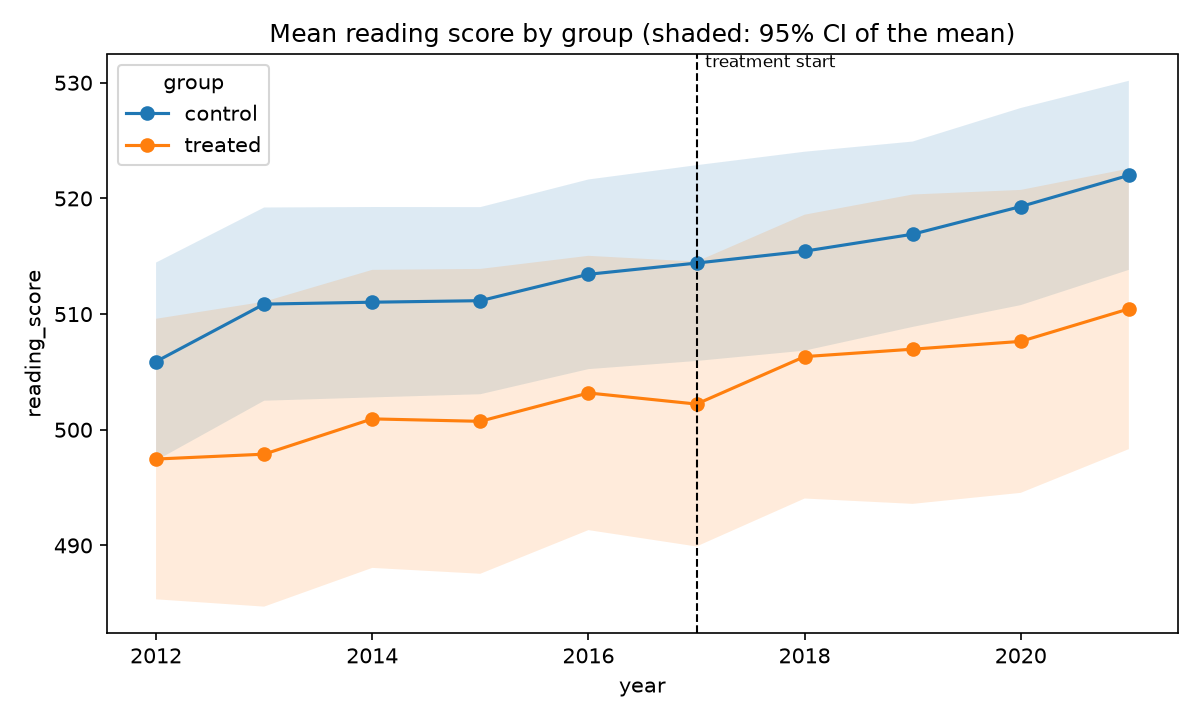 Mean reading score by group (shaded: 95% CI of the mean)
treatment start
group
control
treated
530
520
510
500
490
reading_score
2012
2014
2016
2018
2020
year